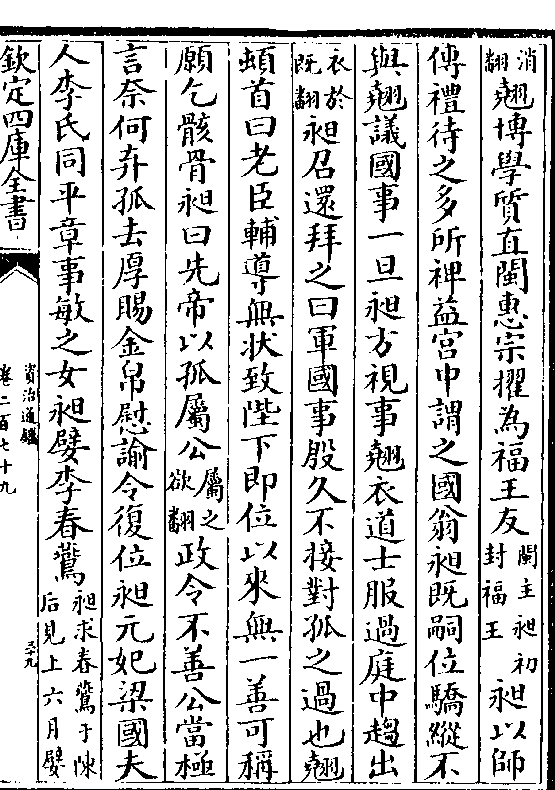 消翻翹博學質直閩惠宗擢為福王友閩主昶初封福王昶以師
傅禮待之多所裨益宮中謂之國翁昶既嗣位驕縱不
與翹議國事一旦昶方視事翹衣道士服過庭中趨出
衣於既翻昶召還拜之曰軍國事殷久不接對孤之過也翹
頓首曰老臣輔導無狀致陛下即位以來無一善可稱
願乞骸骨昶曰先帝以孤屬公屬之欲翻政令不善公當極
言奈何弃孤去厚賜金帛慰諭令復位昶元妃梁國夫
人李氏同平章事敏之女昶嬖李春鷰昶求春鷰于陳后見上六月嬖
欽定四庫全書
資治通鑑
卷二百七十九